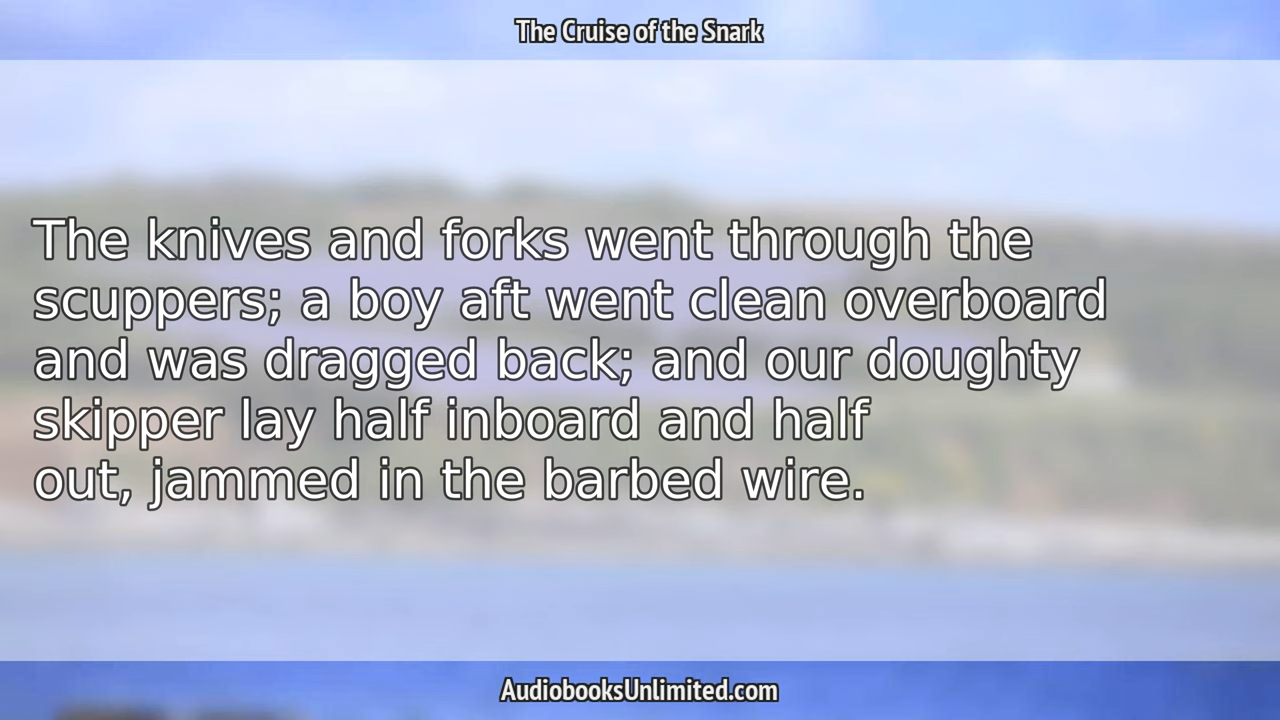 The Cruise of the Snark
The knives and forks went through the
scuppers; a boy aft went clean overboard
and was dragged back; and our doughty
skipper lay half inboard and half
out, jammed in the barbed wire.
AudiobooksUnlimited.com